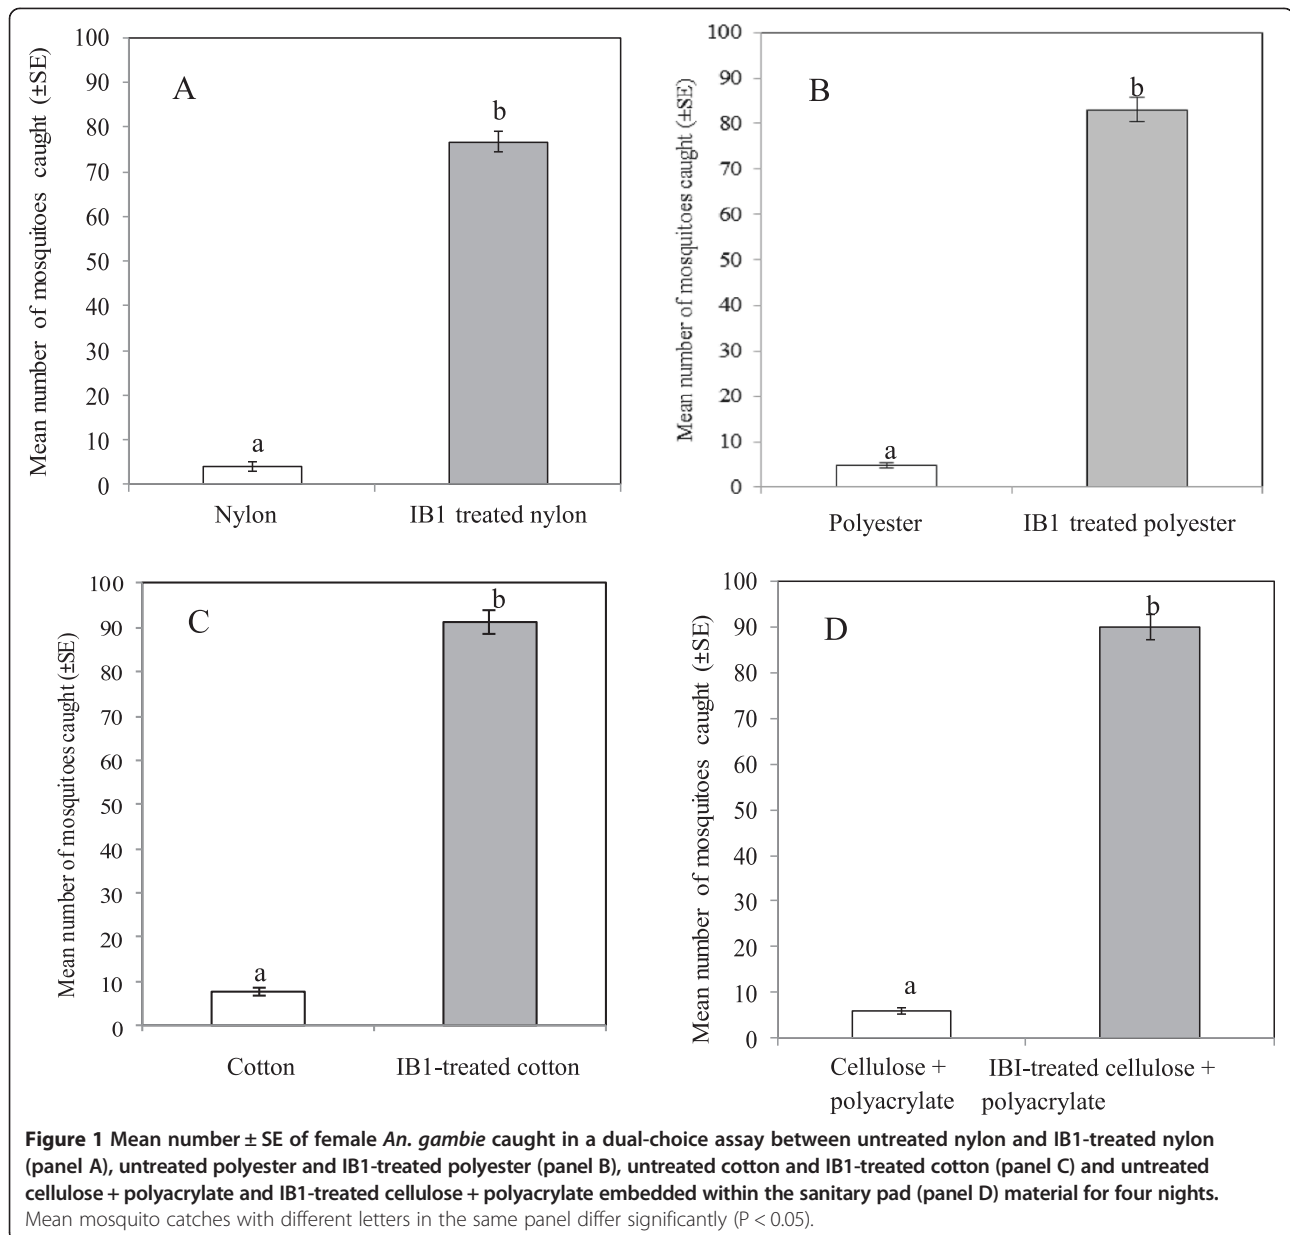 Mean number of mosquitoes caught (±SE)
100
90
80
70
60
50
40
30
20
10
0
A
a
b
Nylon
IB1 treated nylon
Mean number of mosquitoes caught (±SE)
100
90
80
70
60
50
40
30
20
10
0
B
a
b
Polyester
IB1 treated polyester
Mean number of mosquitoes caught (±SE)
100
90
80
70
60
50
40
30
20
10
0
C
a
b
Cotton
IB1-treated cotton
Mean number of mosquitoes caught (±SE)
100
90
80
70
60
50
40
30
20
10
0
D
a
b
Cellulose +
polyacrylate
IBI-treated cellulose +
polyacrylate
Figure 1 Mean number ± SE of female An. gambie caught in a dual-choice assay between untreated nylon and IB1-treated nylon
(panel A), untreated polyester and IB1-treated polyester (panel B), untreated cotton and IB1-treated cotton (panel C) and untreated
cellulose + polyacrylate and IB1-treated cellulose + polyacrylate embedded within the sanitary pad (panel D) material for four nights.
Mean mosquito catches with different letters in the same panel differ significantly (P < 0.05).